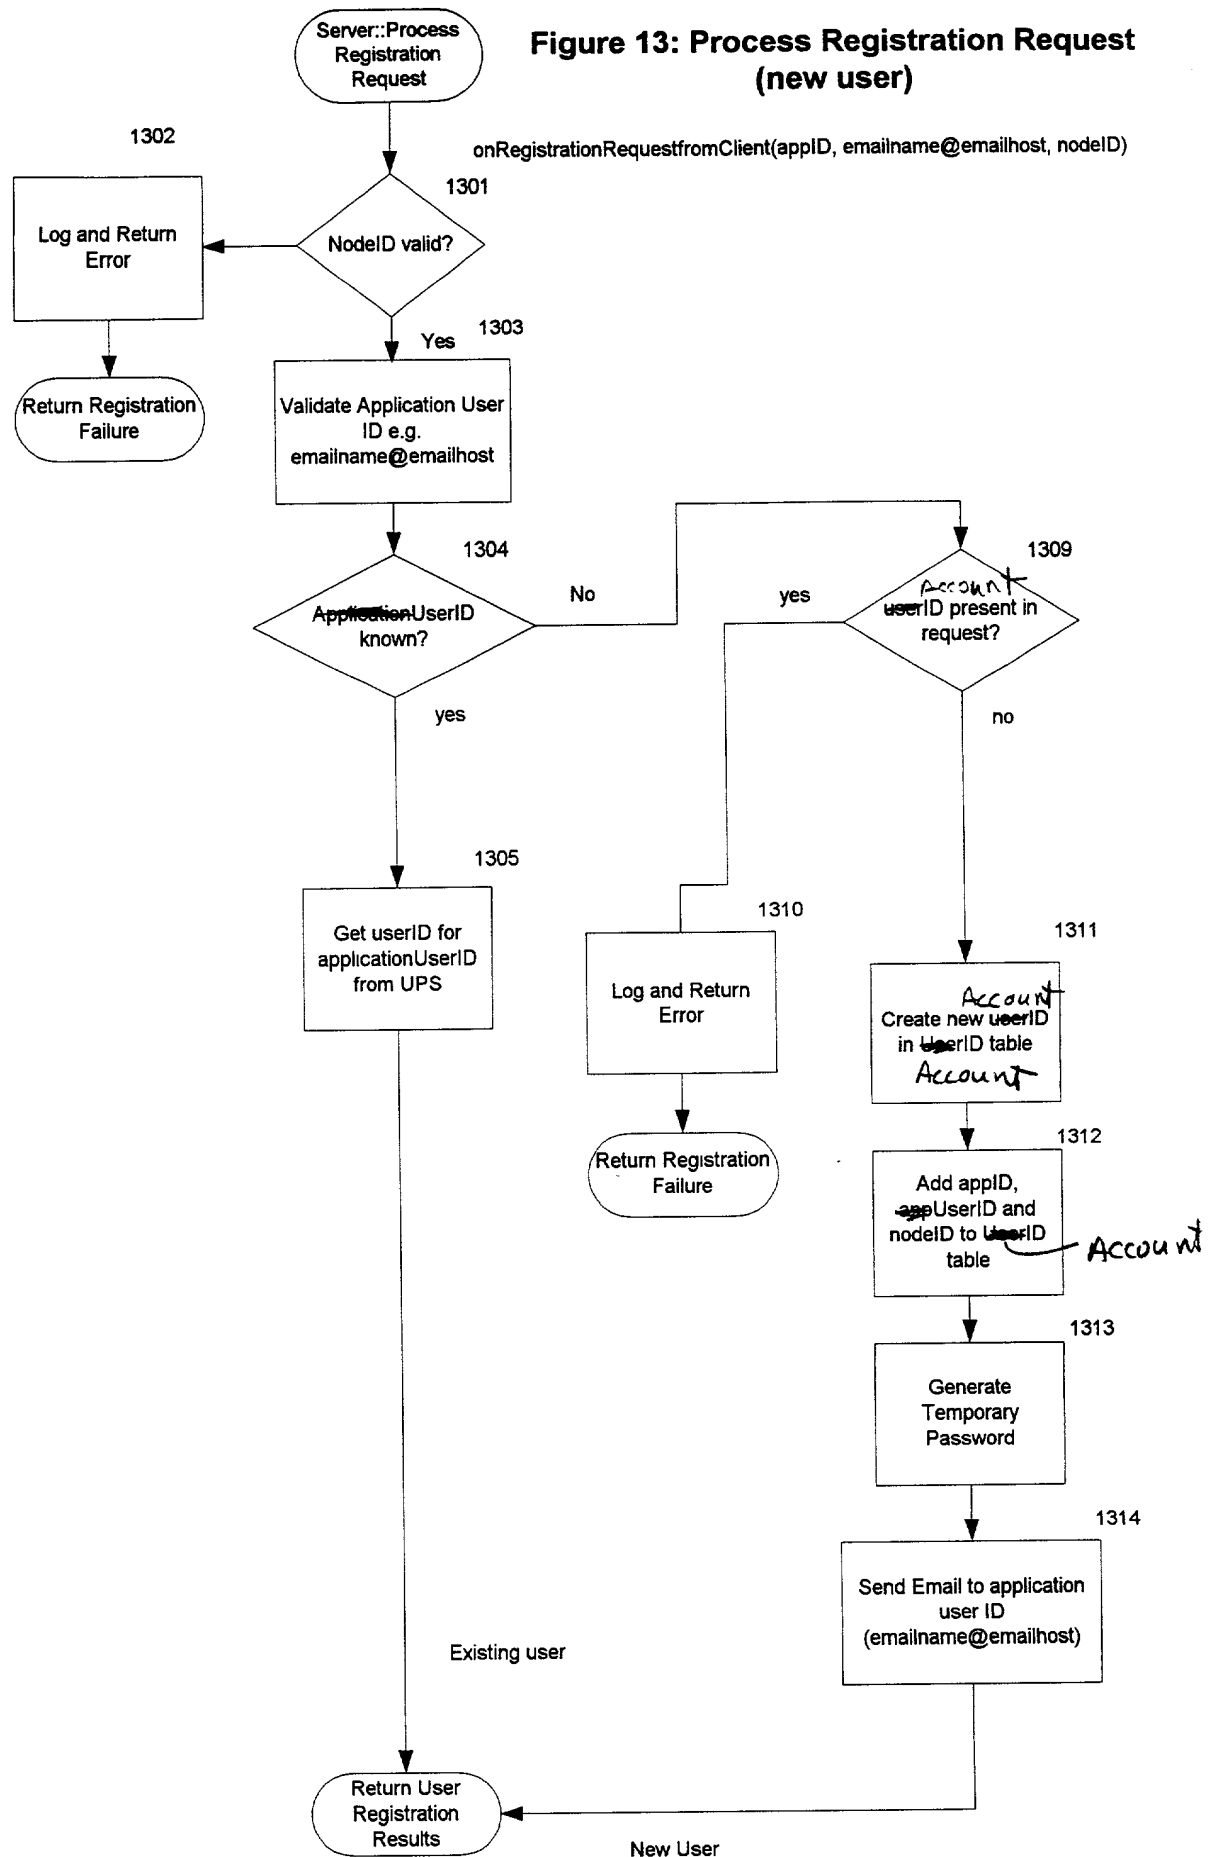 Server::Process
Registration
Request
Figure 13: Process Registration Request
(new user)
1302
onRegistrationRequestfromClient(appID, emailname@emailhost, nodeID)
1301
Log and Return
Error
NodeID valid?
1303
Yes
Return Registration
Failure
Validate Application User
ID e.g.
emailname@emailhost
1304
1309
No
yes
Account
ApplicationUserID
known?
userID present in
request?
yes
no
1305
Get userID for
applicationUserID
from UPS
1310
Log and Return
Error
1311
Account
Create new userID
in UserID table
Account
Return Registration
Failure
1312
Add appID,
appUserID and
nodeID to UserID
table
Account
1313
Generate
Temporary
Password
1314
Send Email to application
user ID
(emailname@emailhost)
Existing user
Return User
Registration
Results
New User